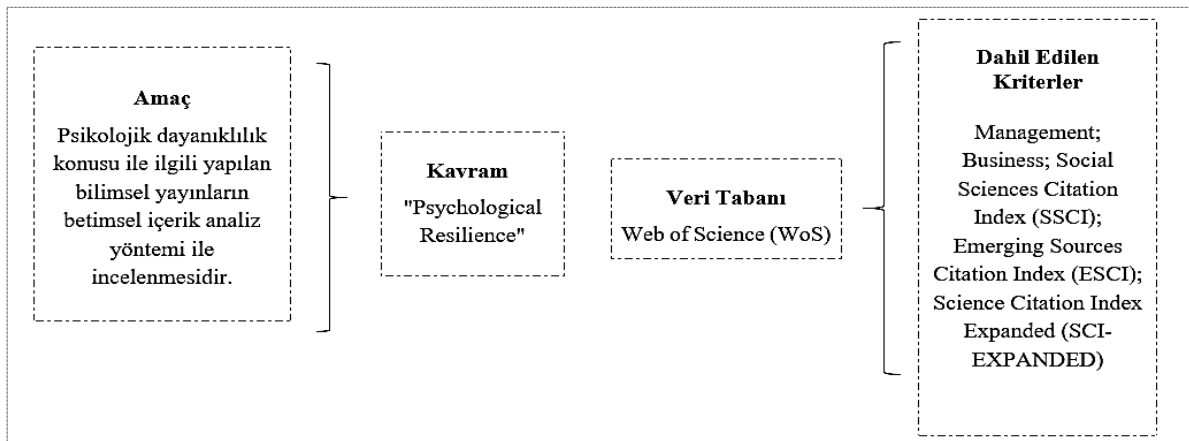 Amaç
Psikolojik dayanıklılık
konusu ile ilgili yapılan
bilimsel yayınların
betimsel içerik analiz
yöntemi ile
incelenmesidir.
Kavram
"Psychological
Resilience"
Veri Tabanı
Web of Science (WoS)
Dahil Edilen
Kriterler
Management;
Business; Social
Sciences Citation
Index (SSCI);
Emerging Sources
Citation Index (ESCI);
Science Citation Index
Expanded (SCI-
EXPANDED)